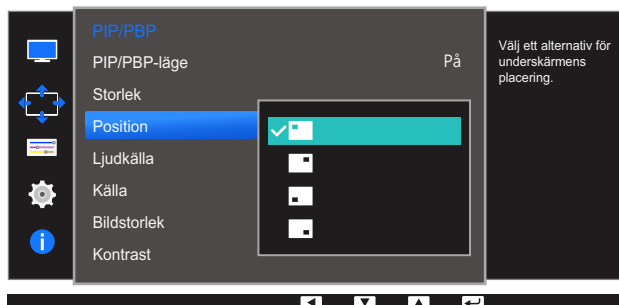 PIP/PBP
PIP/PBP-läge På
Storlek
Position
Ljudkälla
Källa
Bildstorlek
Kontrast
Välj ett alternativ för
underskärmens
placering.